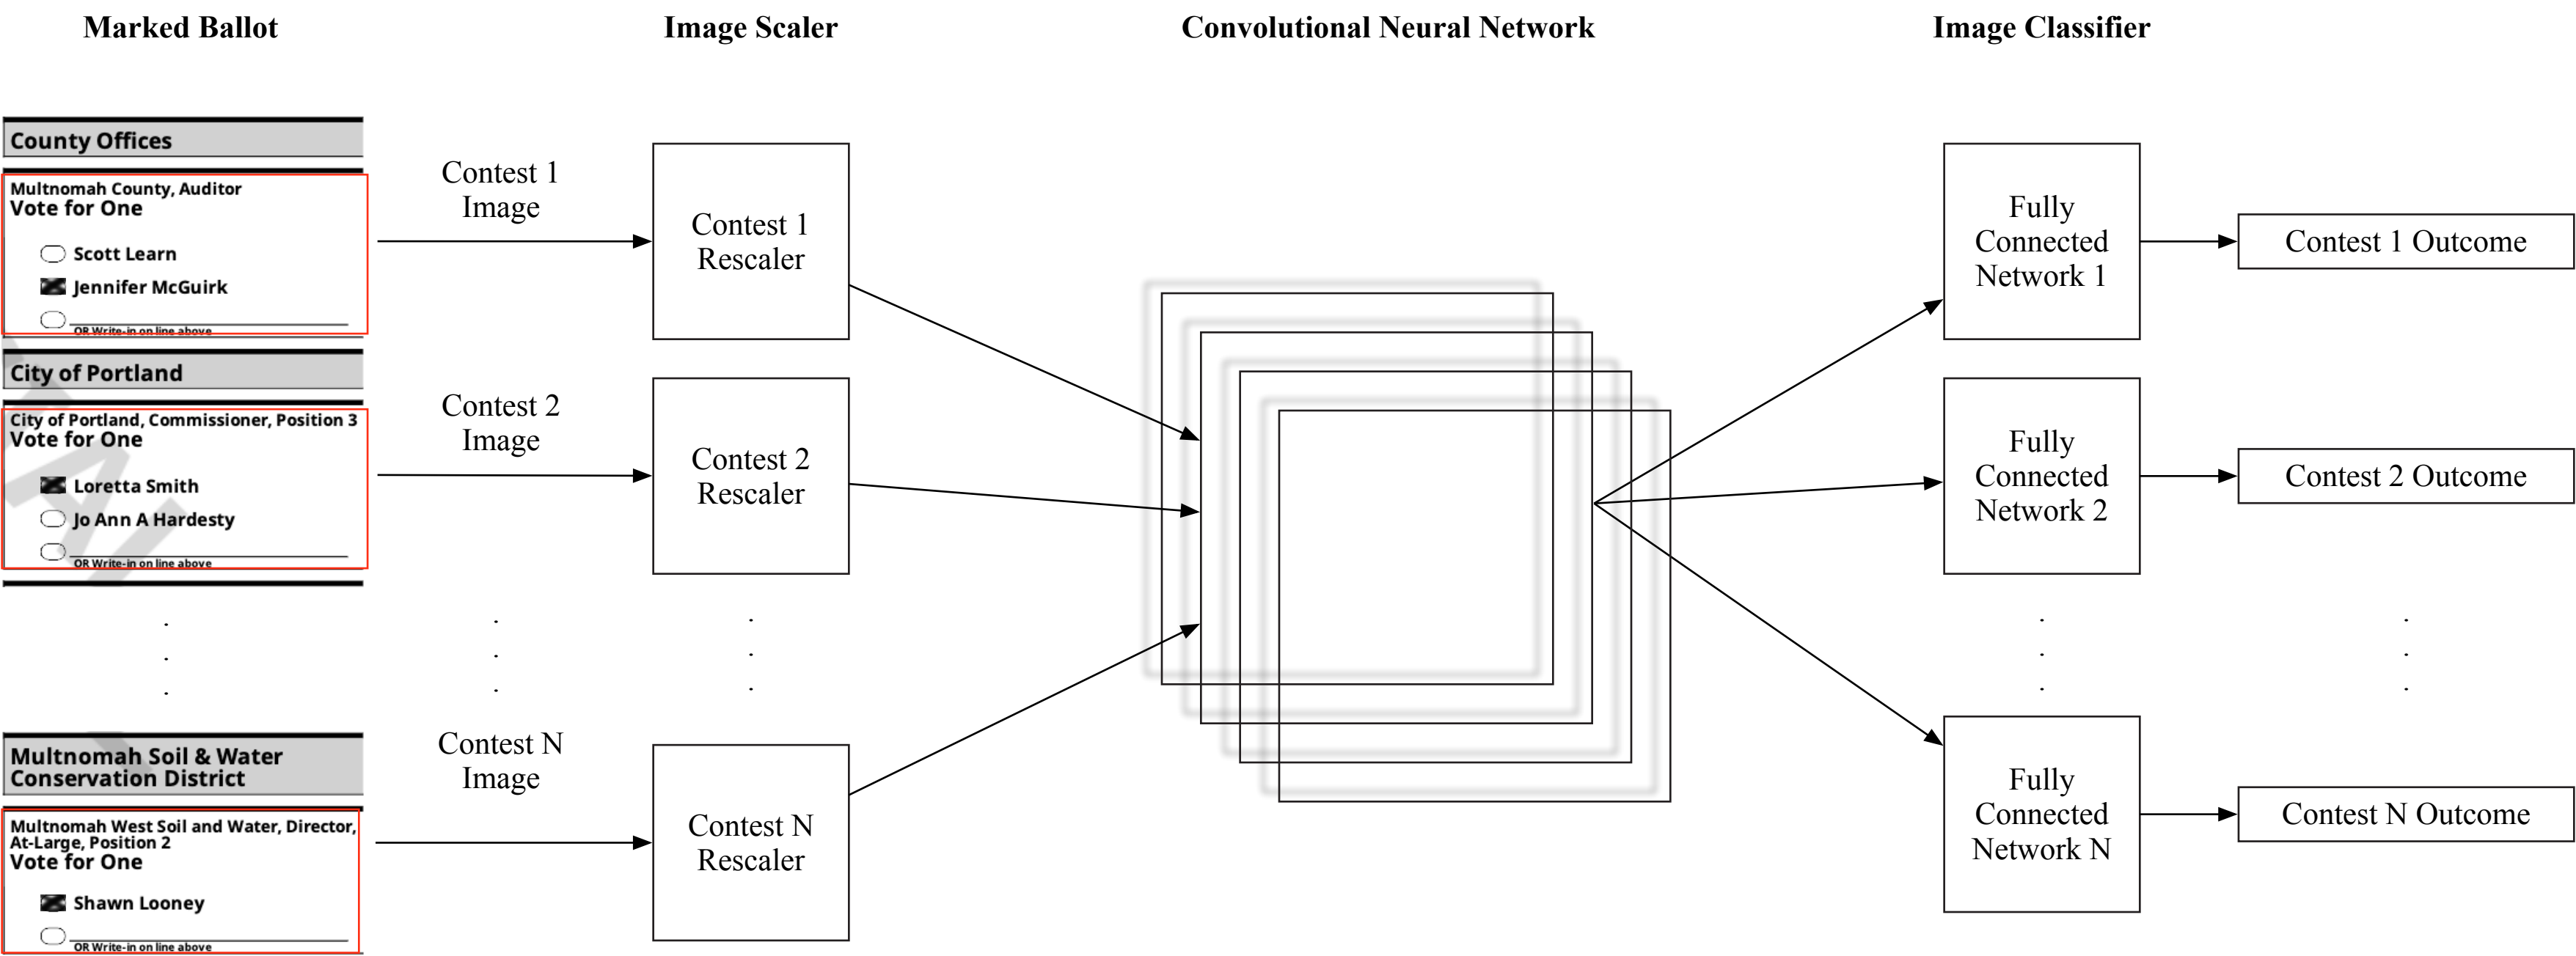 Marked Ballot
Image Scaler
Convolutional Neural Network
Image Classifier
County Offices
Multnomah County, Auditor
Vote for One
Scott Learn
Jennifer McGuirk
OR Write-in on line above
City of Portland
City of Portland, Commissioner, Position 3
Vote for One
Loretta Smith
Jo Ann A Hardesty
OR Write-in on line above
Multnomah Soil & Water
Conservation District
Multnomah West Soil and Water, Director,
At-Large, Position 2
Vote for One
Shawn Looney
OR Write-in on line above
Contest 1
Image
Contest 2
Image
Contest N
Image
Contest 1
Rescaler
Contest 2
Rescaler
Contest N
Rescaler
Fully
Connected
Network 1
Fully
Connected
Network 2
Fully
Connected
Network N
Contest 1 Outcome
Contest 2 Outcome
Contest N Outcome